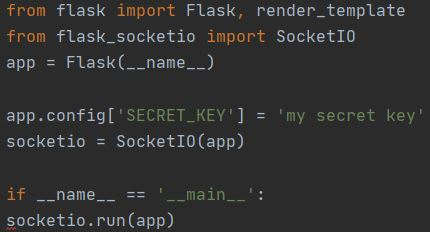 from flask import Flask, render_template
from flask_socketio import SocketIO
app = Flask(__name__)
app.config['SECRET_KEY'] = 'my secret key'
socketio = SocketIO(app)
if __name__ == '__main__':
socketio.run(app)